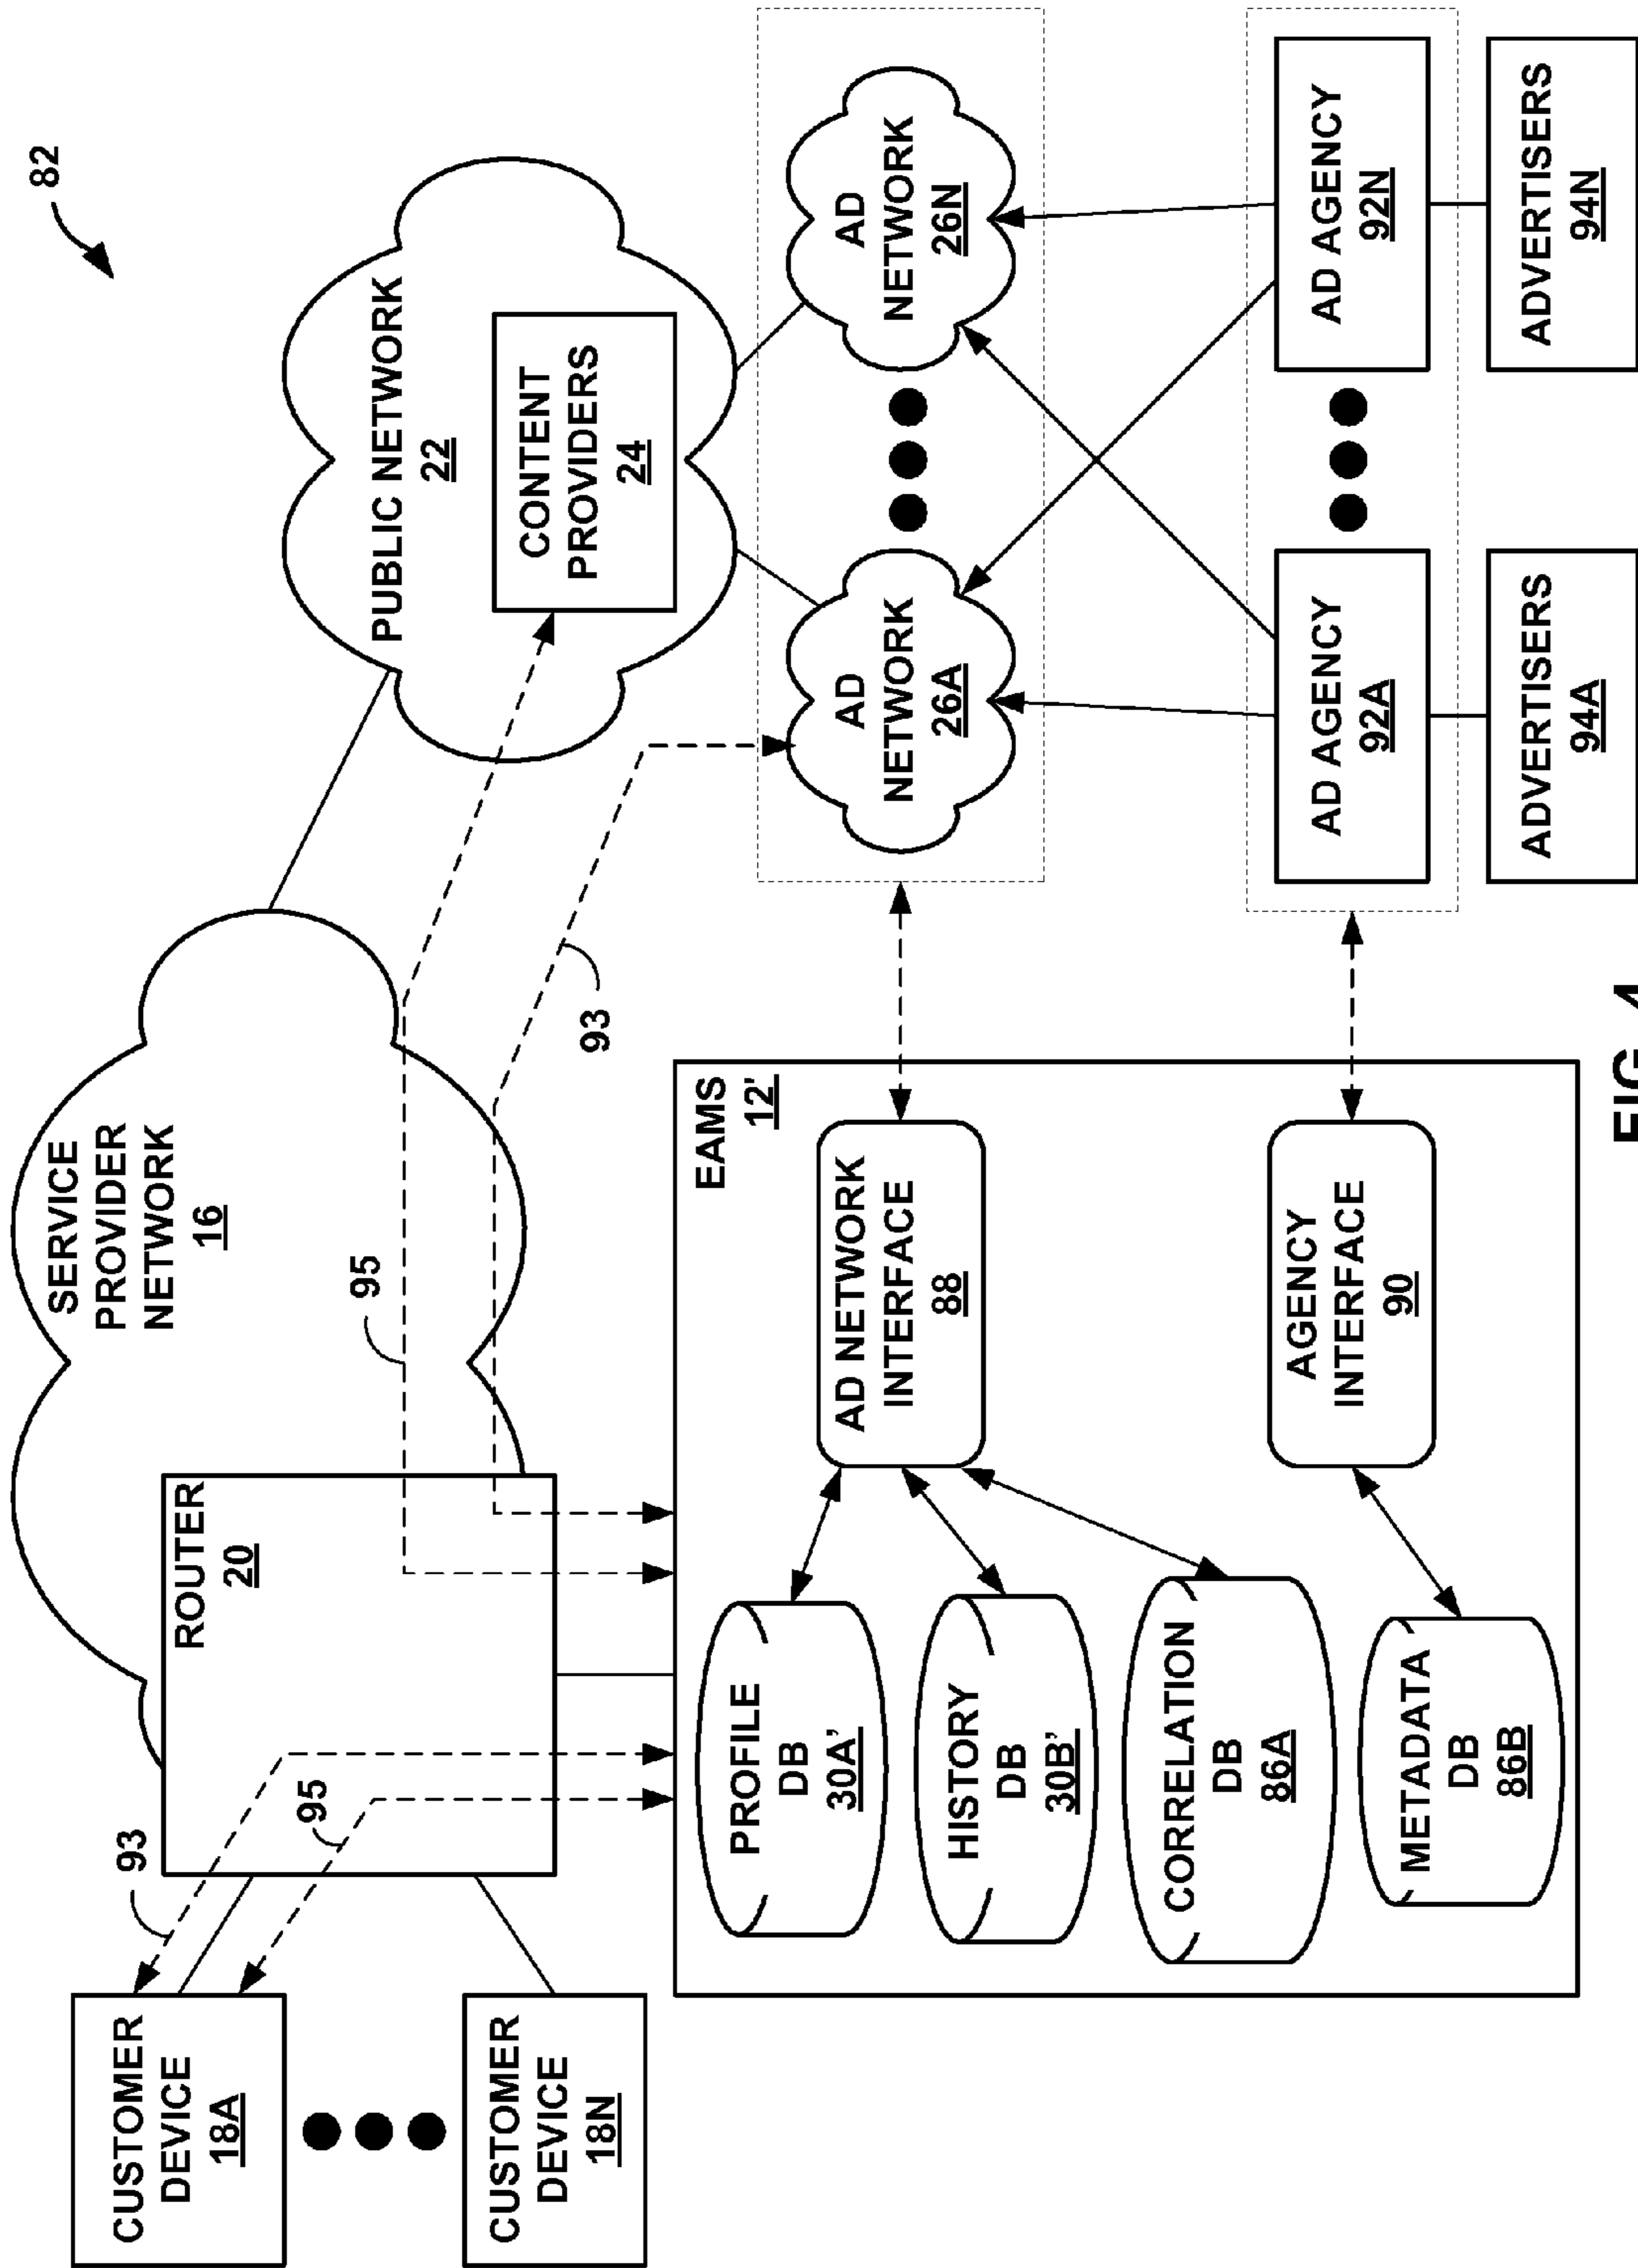 82
SERVICE
PROVIDER
NETWORK
16
PUBLIC NETWORK
22
CONTENT
PROVIDERS
24
ROUTER
20
CUSTOMER
DEVICE
18A
CUSTOMER
DEVICE
18N
93
95
95
93
EAMS
12'
PROFILE
DB
30A'
HISTORY
DB
30B'
CORRELATION
DB
86A
METADATA
DB
86B
AD NETWORK
INTERFACE
88
AGENCY
INTERFACE
90
AD
NETWORK
26A
AD
NETWORK
26N
AD AGENCY
92A
AD AGENCY
92N
ADVERTISERS
94A
ADVERTISERS
94N
FIG. 4